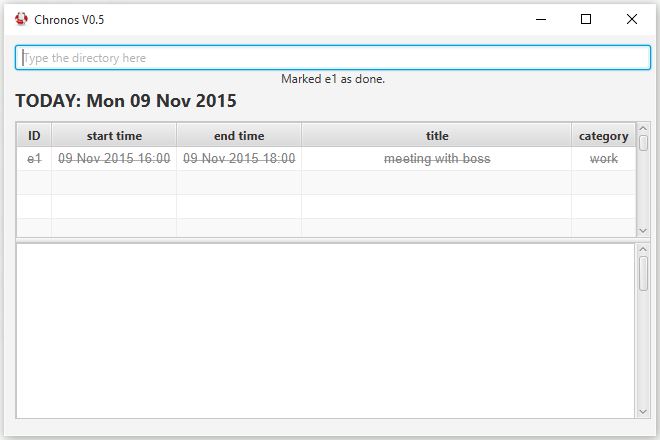 Chronos V0.5
Type the directory here
Marked e1 as done.
TODAY: Mon 09 Nov 2015
ID start time end time title category
e1 09 Nov 2015 16:00 09 Nov 2015 18:00 meeting with boss work